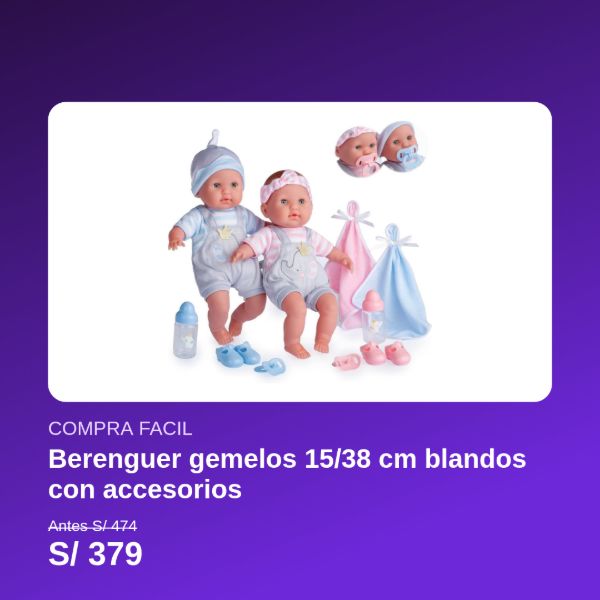 COMPRA FACIL
Berenguer gemelos 15/38 cm blandos
con accesorios
Antes S/ 474
S/ 379